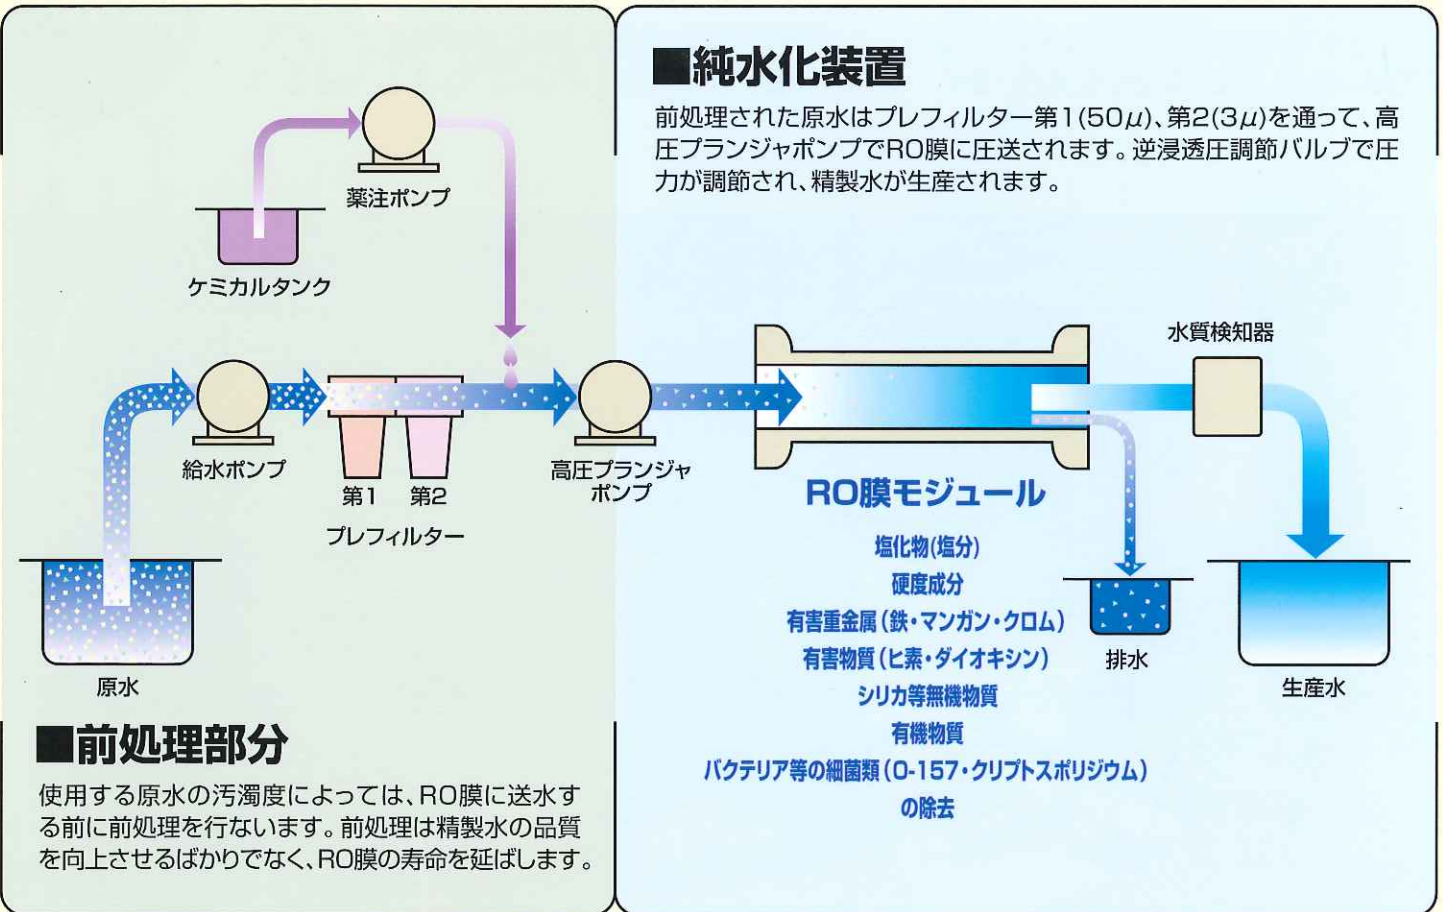 ■純水化装置
前処理された原水はプレフィルター第1(50μ)、第2(3μ)を通って、高
圧プランジャポンプでRO膜に圧送されます。逆浸透圧調節バルブで圧
力が調節され、精製水が生産されます。
薬注ポンプ
ケミカルタンク
水質検知器
給水ポンプ
第1 第2
プレフィルター
高圧プランジャ
ポンプ
RO膜モジュール
塩化物(塩分)
硬度成分
有害重金属(鉄・マンガン・クロム)
有害物質(ヒ素・ダイオキシン)
シリカ等無機物質
有機物質
バクテリア等の細菌類(O-157・クリプトスポリジウム)
の除去
排水
生産水
原水
■前処理部分
使用する原水の汚濁度によっては、RO膜に送水す
る前に前処理を行ないます。前処理は精製水の品質
を向上させるばかりでなく、RO膜の寿命を延ばします。